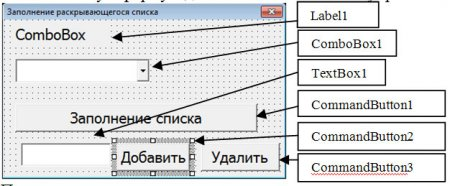 Заполнение раскрывающегося списка
Label1
ComboBox
ComboBox1
TextBox1
Заполнение списка
CommandButton1
CommandButton2
Добавить
Удалить
CommandButton3